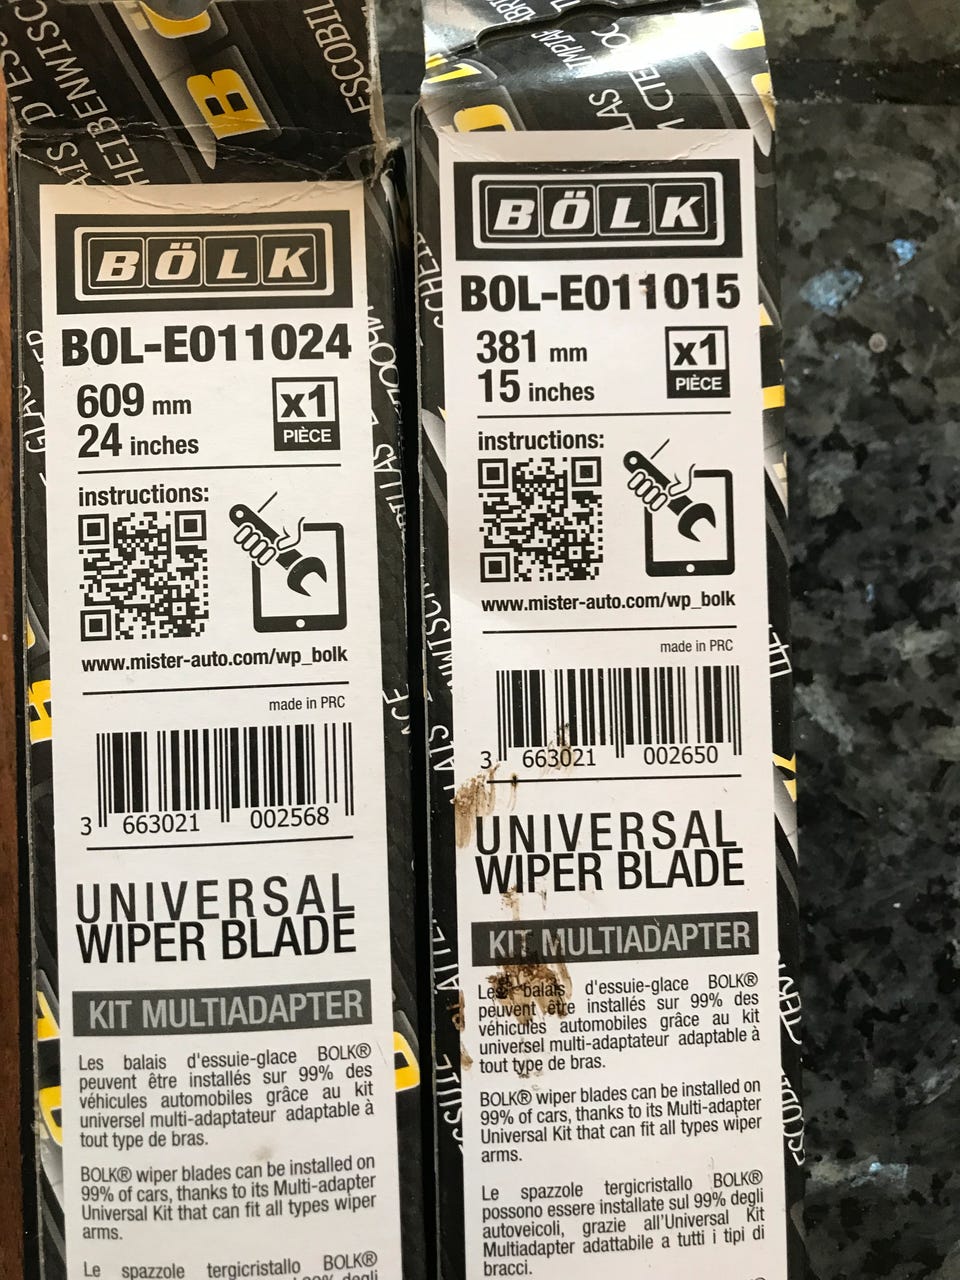 BÖLK
BOL-E011024
609 mm
24 inches
x1
PIÈCE
instructions:
www.mister-auto.com/wp_bolk
made in PRC
3 663021 002568
UNIVERSAL
WIPER BLADE
KIT MULTIADAPTER
Les balais d'essuie-glace BOLK®
peuvent être installés sur 99% des
véhicules automobiles grâce au kit
universel multi-adaptateur adaptable à
tout type de bras.
BOLK® wiper blades can be installed on
99% of cars, thanks to its Multi-adapter
Universal Kit that can fit all types wiper
arms.
Le spazzole tergicristallo BOLK®
BÖLK
BOL-E011015
381 mm
15 inches
x1
PIÈCE
instructions:
www.mister-auto.com/wp_bolk
made in PRC
3 663021 002650
UNIVERSAL
WIPER BLADE
KIT MULTIADAPTER
Les balais d'essuie-glace BOLK®
peuvent être installés sur 99% des
véhicules automobiles grâce au kit
universel multi-adaptateur adaptable à
tout type de bras.
BOLK® wiper blades can be installed on
99% of cars, thanks to its Multi-adapter
Universal Kit that can fit all types wiper
arms.
Le spazzole tergicristallo BOLK®
possono essere installate sul 99% degli
autoveicoli, grazie all'Universal Kit
Multiadapter adattabile a tutti i tipi di
bracci.